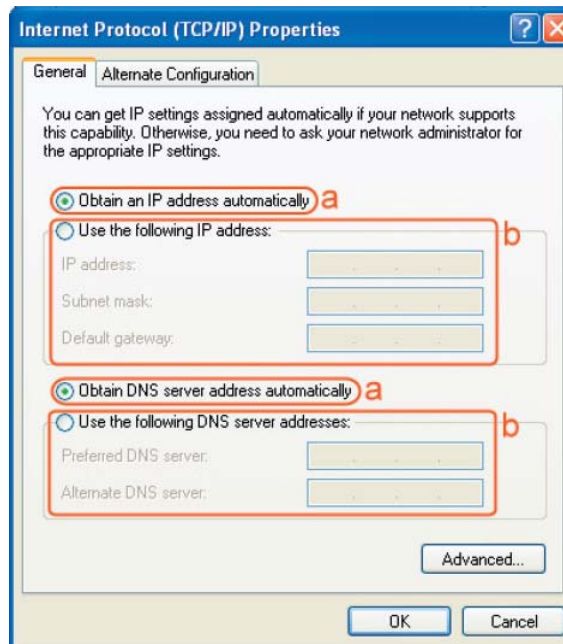 Internet Protocol (TCP/IP) Properties
General
Alternate Configuration
You can get IP settings assigned automatically if your network supports
this capability. Otherwise, you need to ask your network administrator for
the appropriate IP settings.
Obtain an IP address automatically a
Use the following IP address: b
IP address:
Subnet mask:
Default gateway:
Obtain DNS server address automatically a
Use the following DNS server addresses: b
Preferred DNS server:
Alternate DNS server:
Advanced...
OK
Cancel